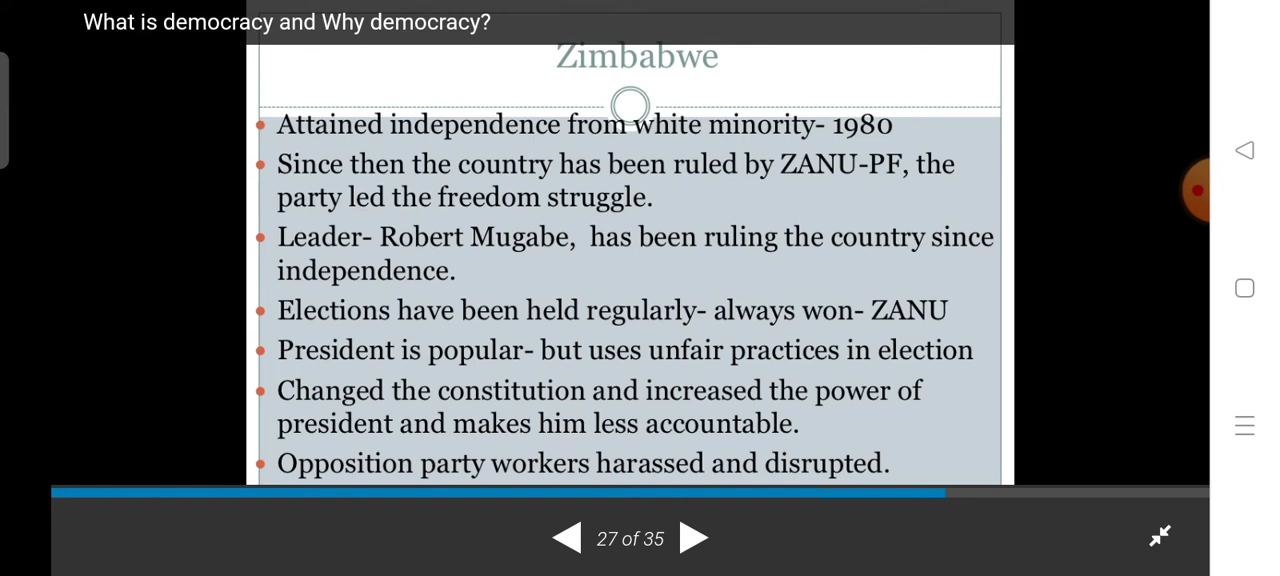 What is democracy and Why democracy?
Zimbabwe
Attained independence from white minority- 1980
Since then the country has been ruled by ZANU-PF, the
party led the freedom struggle.
Leader- Robert Mugabe, has been ruling the country since
independence.
Elections have been held regularly- always won- ZANU
President is popular- but uses unfair practices in election
Changed the constitution and increased the power of
president and makes him less accountable.
Opposition party workers harassed and disrupted.
27 of 35